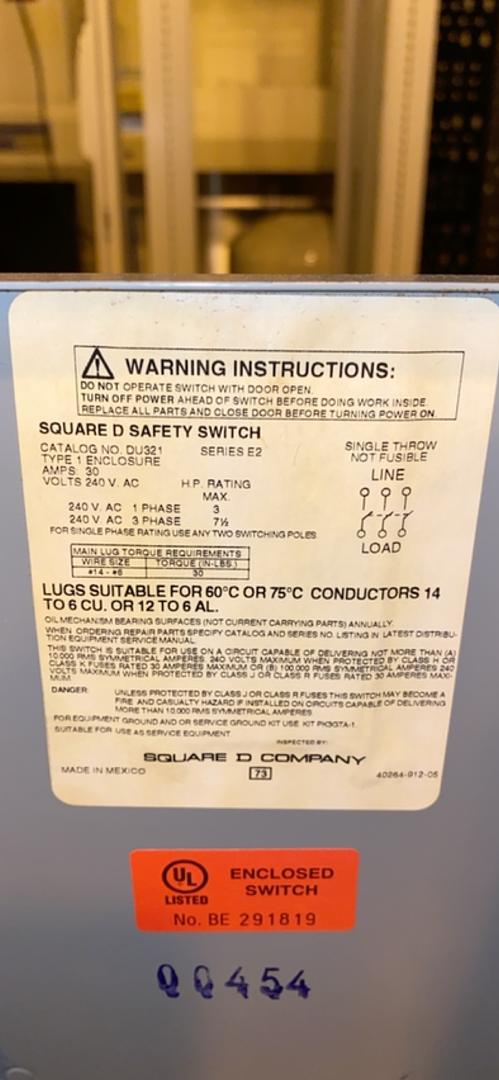 WARNING INSTRUCTIONS:
DO NOT OPERATE SWITCH WITH DOOR OPEN.
TURN OFF POWER AHEAD OF SWITCH BEFORE DOING WORK INSIDE.
REPLACE ALL PARTS AND CLOSE DOOR BEFORE TURNING POWER ON.
SQUARE D SAFETY SWITCH
CATALOG NO. DU321 SERIES E2
TYPE 1 ENCLOSURE
AMPS: 30
VOLTS 240 V. AC H.P. RATING
MAX.
240 V. AC 1 PHASE 3
240 V. AC 3 PHASE 7½
FOR SINGLE PHASE RATING USE ANY TWO SWITCHING POLES.
SINGLE THROW
NOT FUSIBLE
LINE
LOAD
MAIN LUG TORQUE REQUIREMENTS
WIRE SIZE TORQUE (IN-LBS.)
#14 - #6 30
LUGS SUITABLE FOR 60°C OR 75°C CONDUCTORS 14
TO 6 CU. OR 12 TO 6 AL.
OIL MECHANISM BEARING SURFACES (NOT CURRENT CARRYING PARTS) ANNUALLY.
WHEN ORDERING REPAIR PARTS SPECIFY CATALOG AND SERIES NO. LISTING IN LATEST DISTRIBU-
TION EQUIPMENT SERVICE MANUAL.
THIS SWITCH IS SUITABLE FOR USE ON A CIRCUIT CAPABLE OF DELIVERING NOT MORE THAN (A)
10,000 RMS SYMMETRICAL AMPERES, 240 VOLTS MAXIMUM WHEN PROTECTED BY CLASS H OR
CLASS K FUSES RATED 30 AMPERES MAXIMUM OR (B) 100,000 RMS SYMMETRICAL AMPERES 240
VOLTS MAXIMUM WHEN PROTECTED BY CLASS J OR CLASS R FUSES RATED 30 AMPERES MAXI-
MUM.
DANGER: UNLESS PROTECTED BY CLASS J OR CLASS R FUSES THIS SWITCH MAY BECOME A
FIRE AND CASUALTY HAZARD IF INSTALLED ON CIRCUITS CAPABLE OF DELIVERING
MORE THAN 10,000 RMS SYMMETRICAL AMPERES.
FOR EQUIPMENT GROUND AND OR SERVICE GROUND KIT USE KIT PK3GTA-1.
SUITABLE FOR USE AS SERVICE EQUIPMENT
INSPECTED BY:
SQUARE D COMPANY
MADE IN MEXICO 73 40264-912-05
UL ENCLOSED
SWITCH
LISTED
No. BE 291819
00454